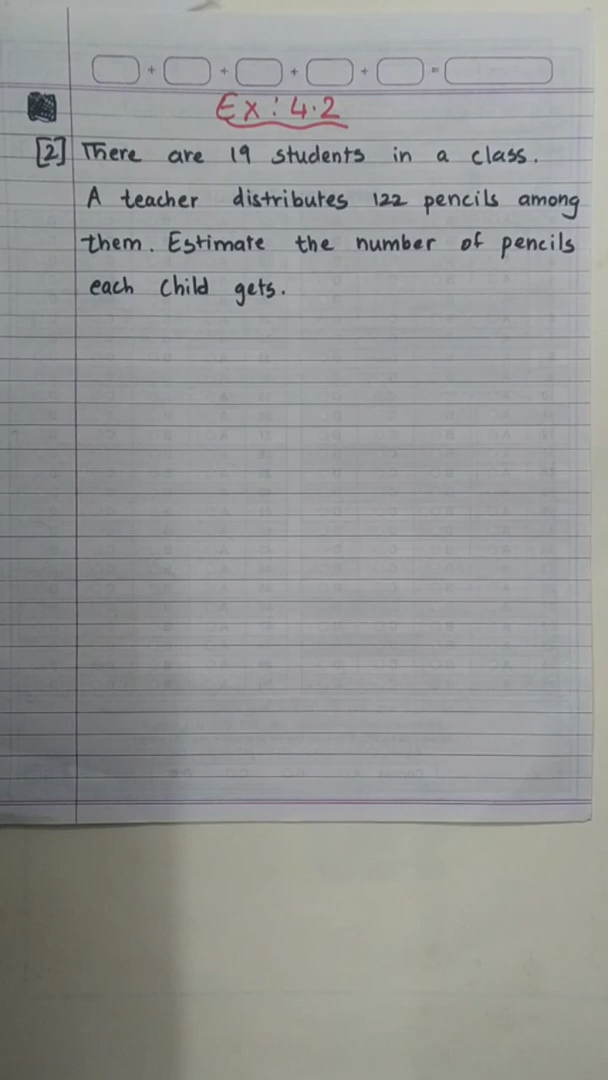 + + + + =
Ex: 4.2
[2] There are 19 students in a class.
A teacher distributes 122 pencils among
them. Estimate the number of pencils
each child gets.